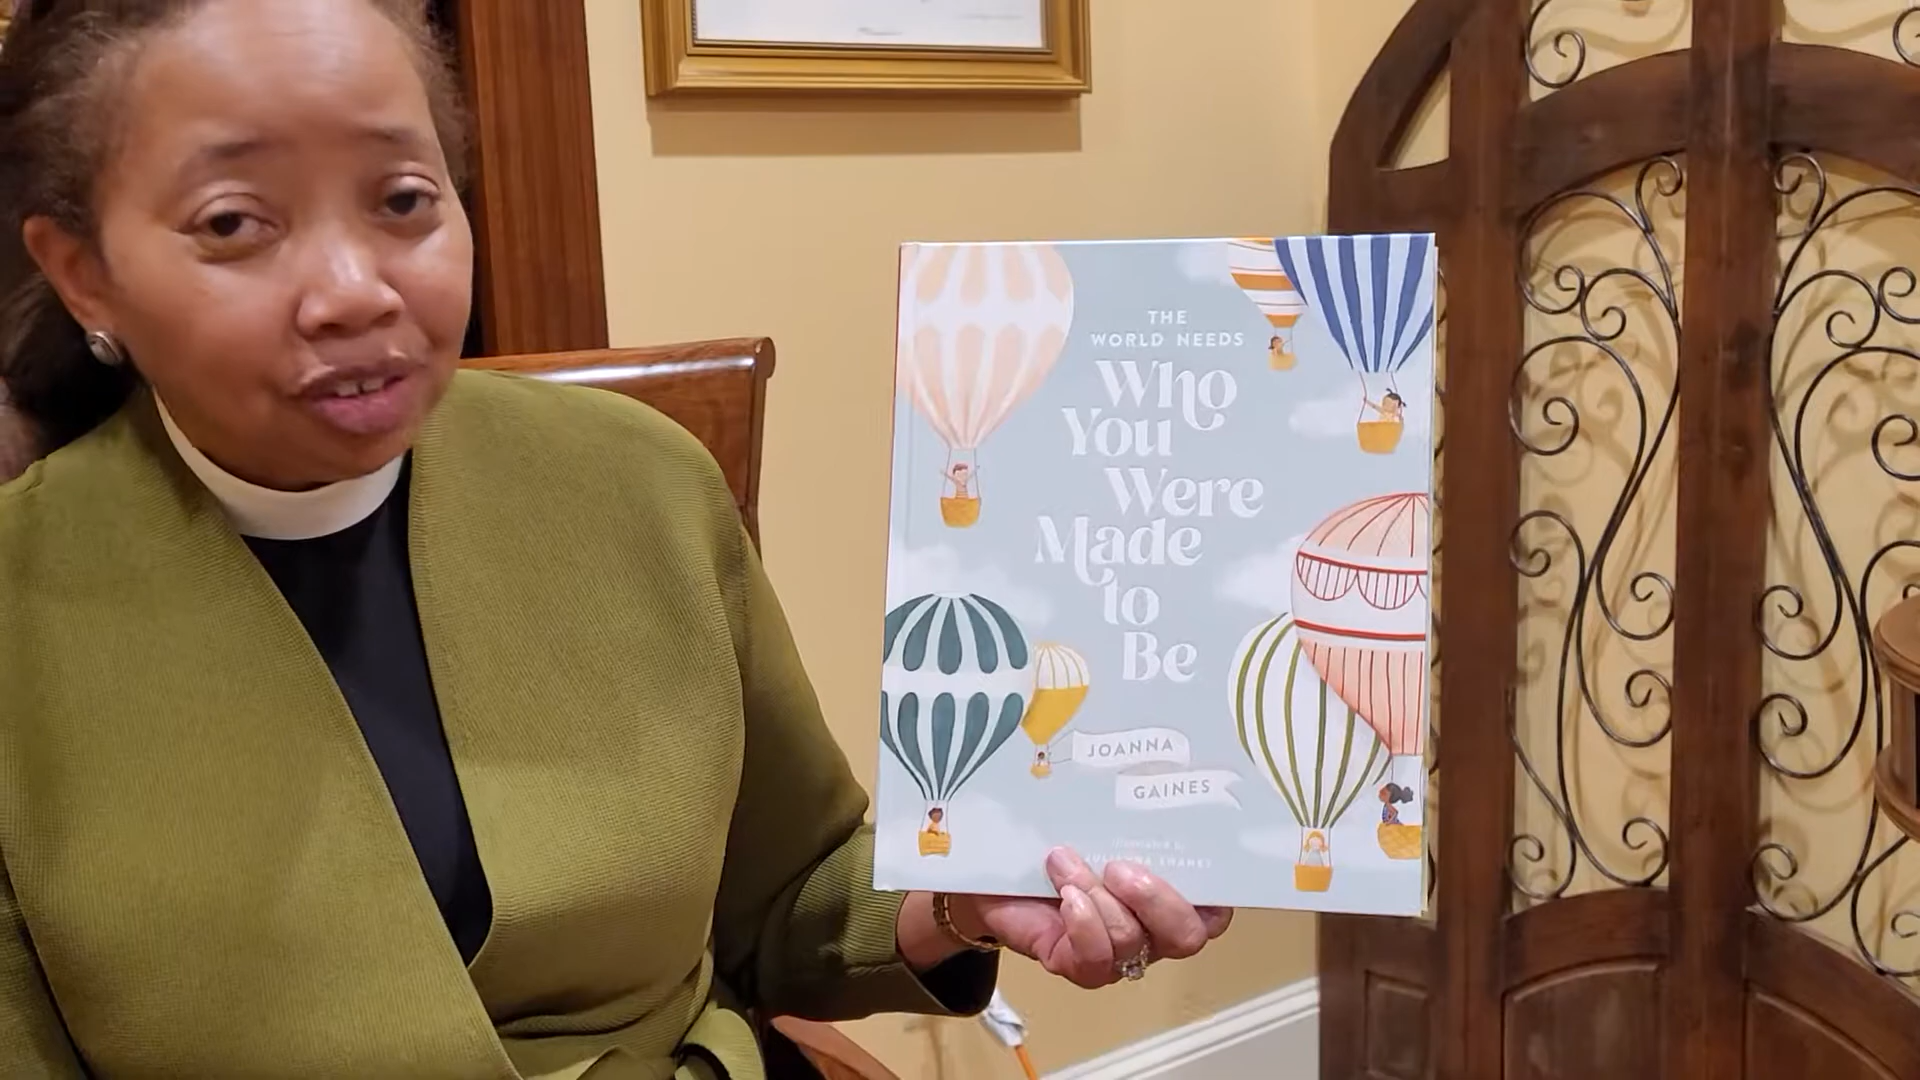 THE
WORLD NEEDS
Who
You
Were
Made
to
Be
JOANNA
GAINES